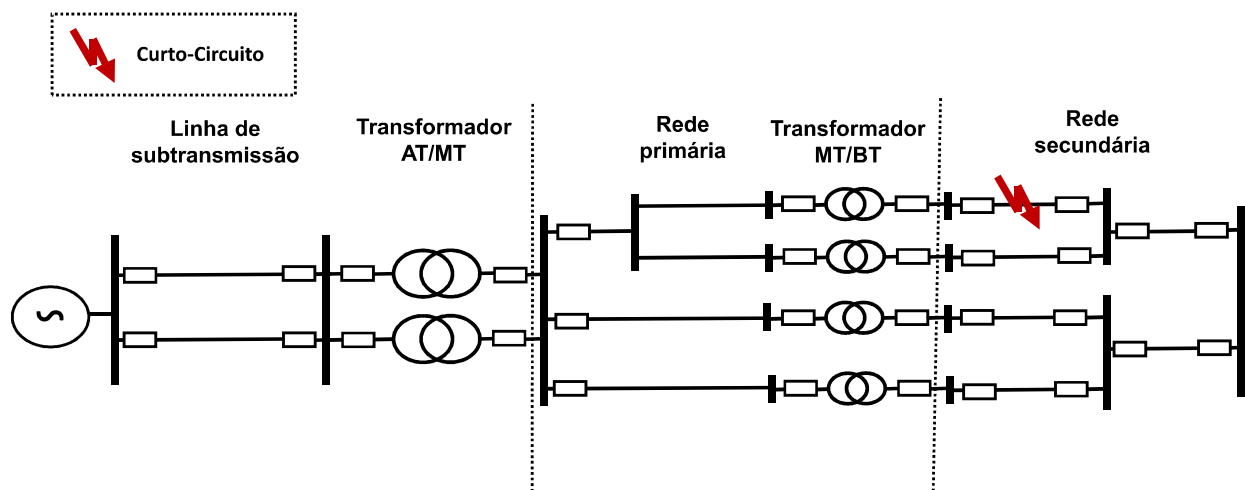 Curto-Circuito
Linha de
subtransmissão
Transformador
AT/MT
Rede
primária
Transformador
MT/BT
Rede
secundária